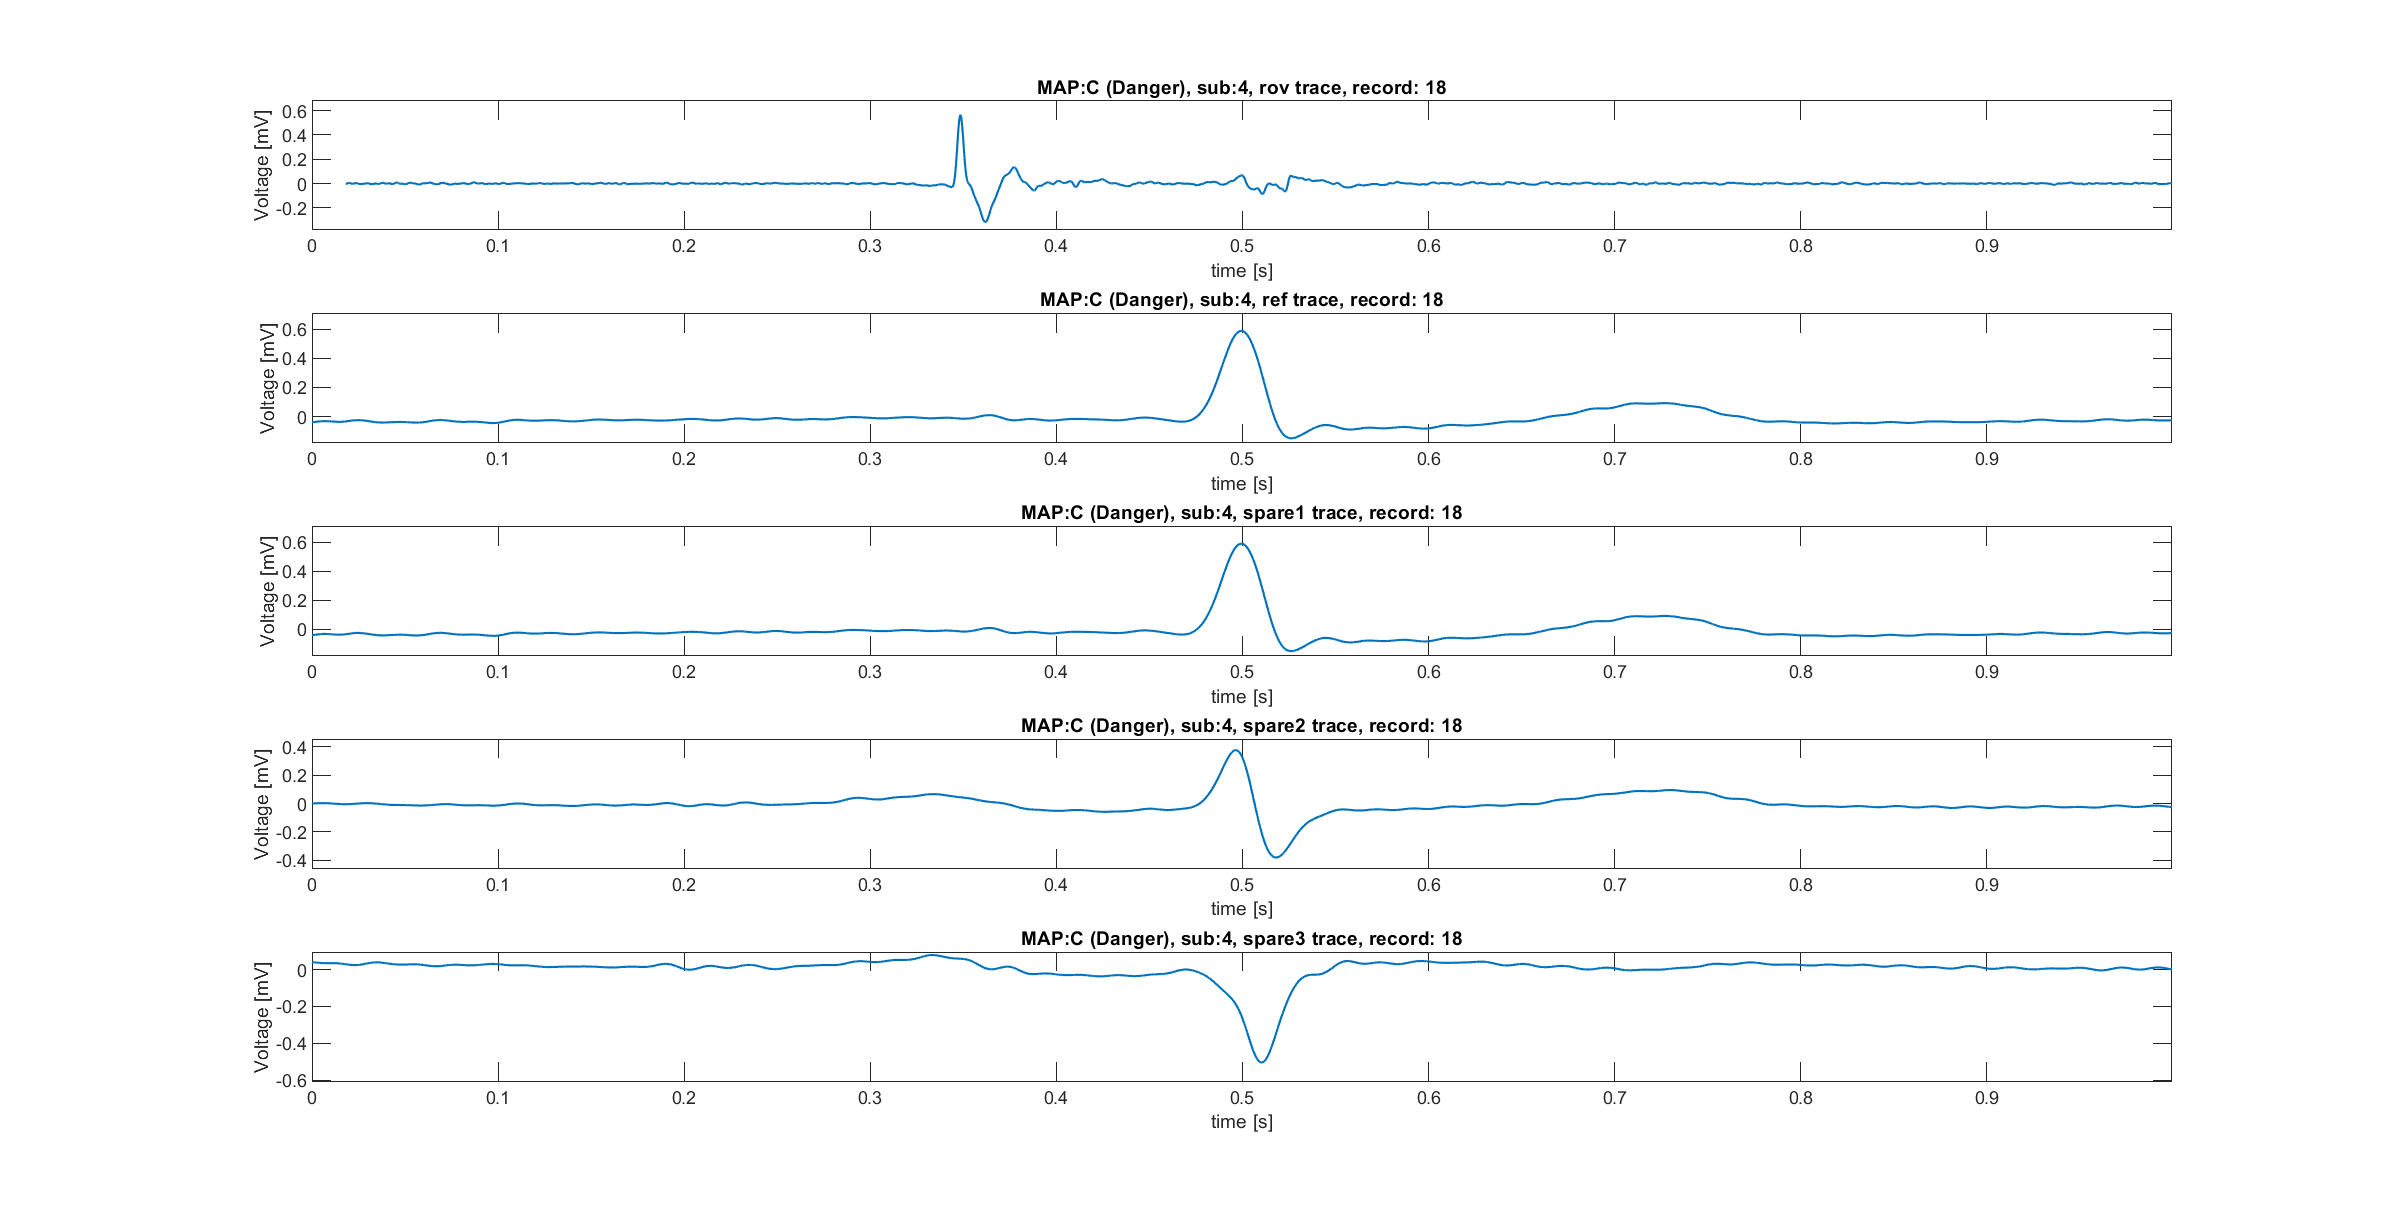 MAP:C (Danger), sub:4, rov trace, record: 18
Voltage [mV]
0.6
0.4
0.2
0
-0.2
0 0.1 0.2 0.3 0.4 0.5 0.6 0.7 0.8 0.9
time [s]
MAP:C (Danger), sub:4, ref trace, record: 18
Voltage [mV]
0.6
0.4
0.2
0
0 0.1 0.2 0.3 0.4 0.5 0.6 0.7 0.8 0.9
time [s]
MAP:C (Danger), sub:4, spare1 trace, record: 18
Voltage [mV]
0.6
0.4
0.2
0
0 0.1 0.2 0.3 0.4 0.5 0.6 0.7 0.8 0.9
time [s]
MAP:C (Danger), sub:4, spare2 trace, record: 18
Voltage [mV]
0.4
0.2
0
-0.2
-0.4
0 0.1 0.2 0.3 0.4 0.5 0.6 0.7 0.8 0.9
time [s]
MAP:C (Danger), sub:4, spare3 trace, record: 18
Voltage [mV]
0
-0.2
-0.4
-0.6
0 0.1 0.2 0.3 0.4 0.5 0.6 0.7 0.8 0.9
time [s]